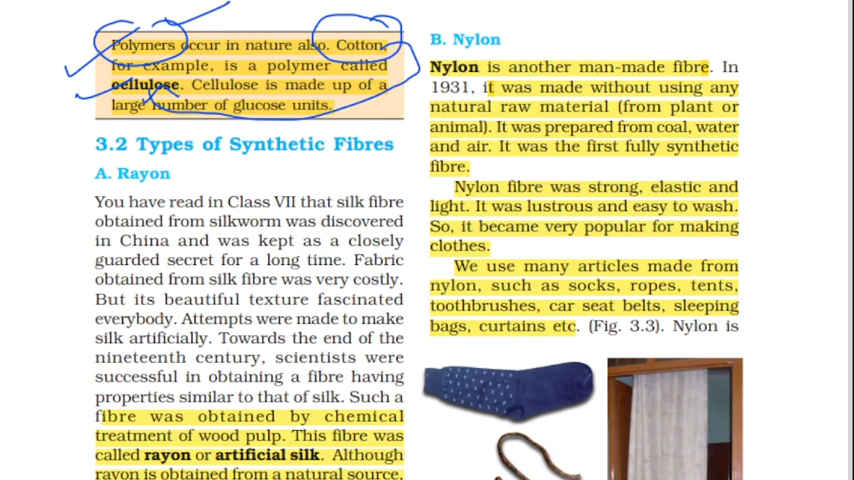 Polymers occur in nature also. Cotton,
for example, is a polymer called
cellulose. Cellulose is made up of a
large number of glucose units.
3.2 Types of Synthetic Fibres
A. Rayon
You have read in Class VII that silk fibre
obtained from silkworm was discovered
in China and was kept as a closely
guarded secret for a long time. Fabric
obtained from silk fibre was very costly.
But its beautiful texture fascinated
everybody. Attempts were made to make
silk artificially. Towards the end of the
nineteenth century, scientists were
successful in obtaining a fibre having
properties similar to that of silk. Such a
fibre was obtained by chemical
treatment of wood pulp. This fibre was
called rayon or artificial silk. Although
rayon is obtained from a natural source,
B. Nylon
Nylon is another man-made fibre. In
1931, it was made without using any
natural raw material (from plant or
animal). It was prepared from coal, water
and air. It was the first fully synthetic
fibre.
Nylon fibre was strong, elastic and
light. It was lustrous and easy to wash.
So, it became very popular for making
clothes.
We use many articles made from
nylon, such as socks, ropes, tents,
toothbrushes, car seat belts, sleeping
bags, curtains etc. (Fig. 3.3). Nylon is